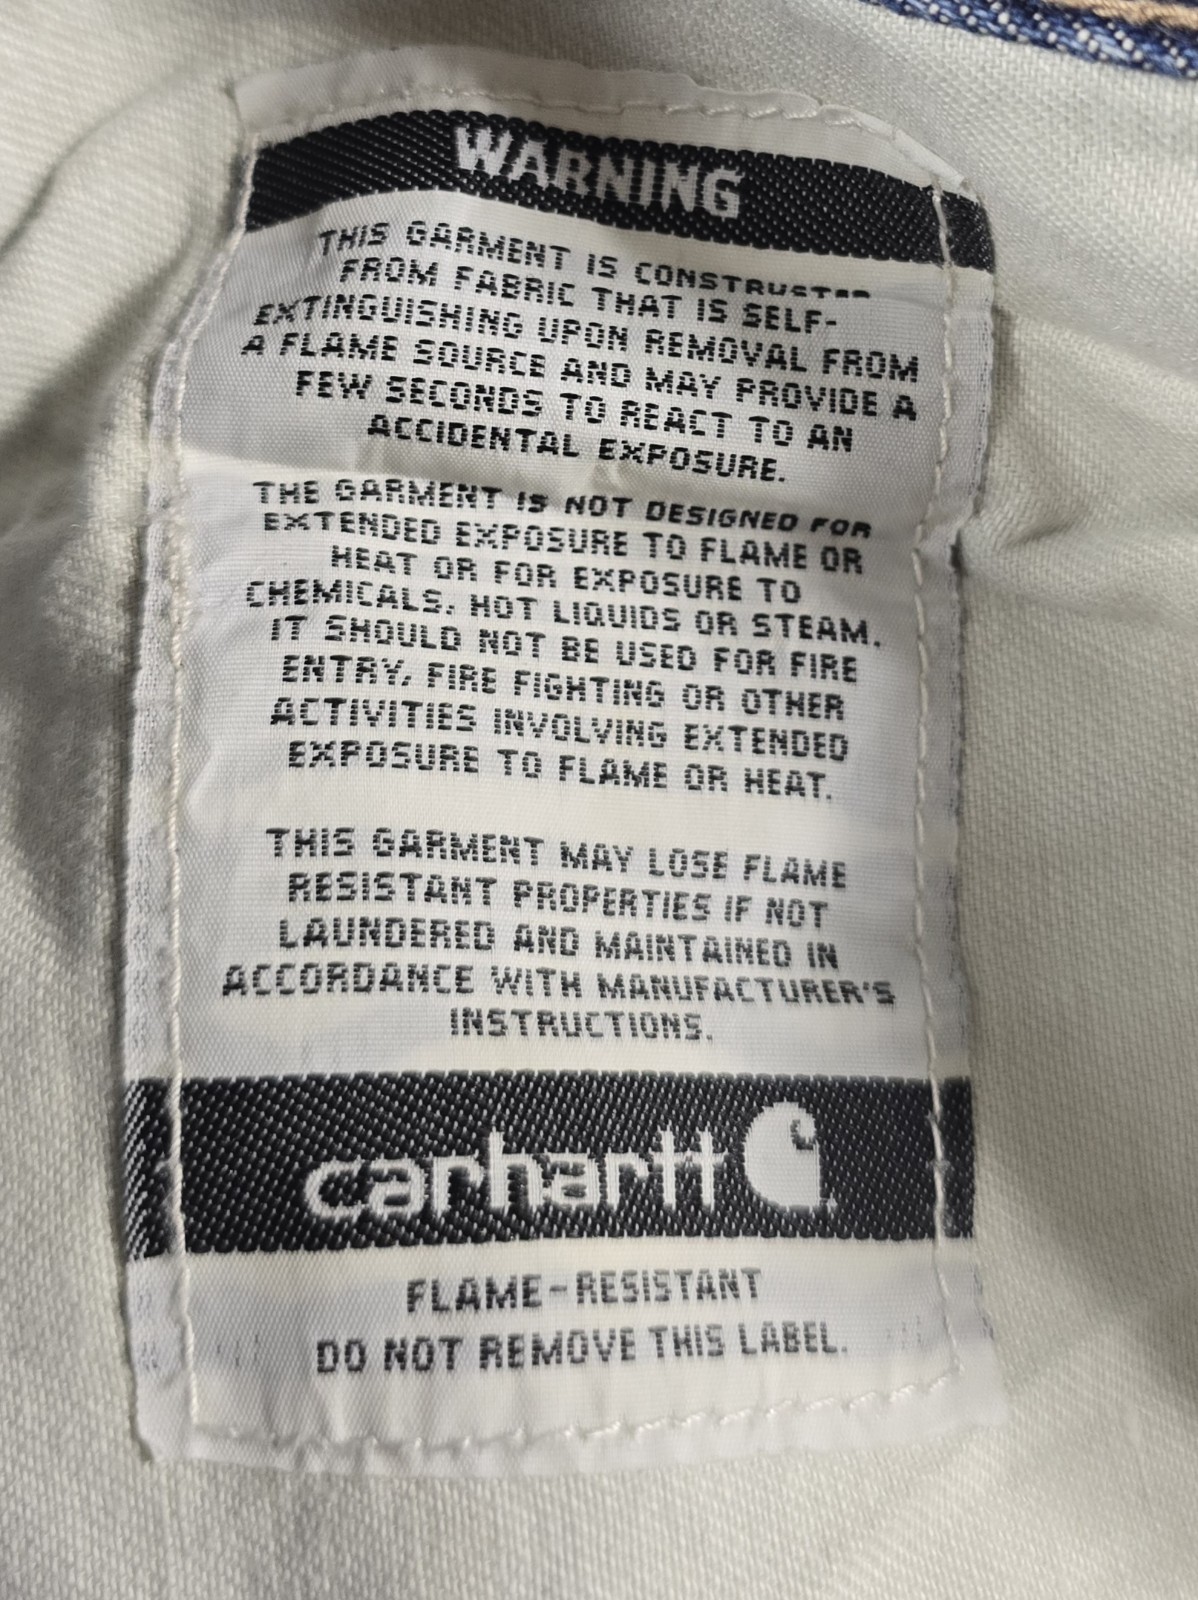 WARNING
THIS GARMENT IS CONSTRUCTED
FROM FABRIC THAT IS SELF-
EXTINGUISHING UPON REMOVAL FROM
A FLAME SOURCE AND MAY PROVIDE A
FEW SECONDS TO REACT TO AN
ACCIDENTAL EXPOSURE.
THE GARMENT IS NOT DESIGNED FOR
EXTENDED EXPOSURE TO FLAME OR
HEAT OR FOR EXPOSURE TO
CHEMICALS, HOT LIQUIDS OR STEAM.
IT SHOULD NOT BE USED FOR FIRE
ENTRY, FIRE FIGHTING OR OTHER
ACTIVITIES INVOLVING EXTENDED
EXPOSURE TO FLAME OR HEAT.
THIS GARMENT MAY LOSE FLAME
RESISTANT PROPERTIES IF NOT
LAUNDERED AND MAINTAINED IN
ACCORDANCE WITH MANUFACTURER'S
INSTRUCTIONS.
carhartt
FLAME-RESISTANT
DO NOT REMOVE THIS LABEL.